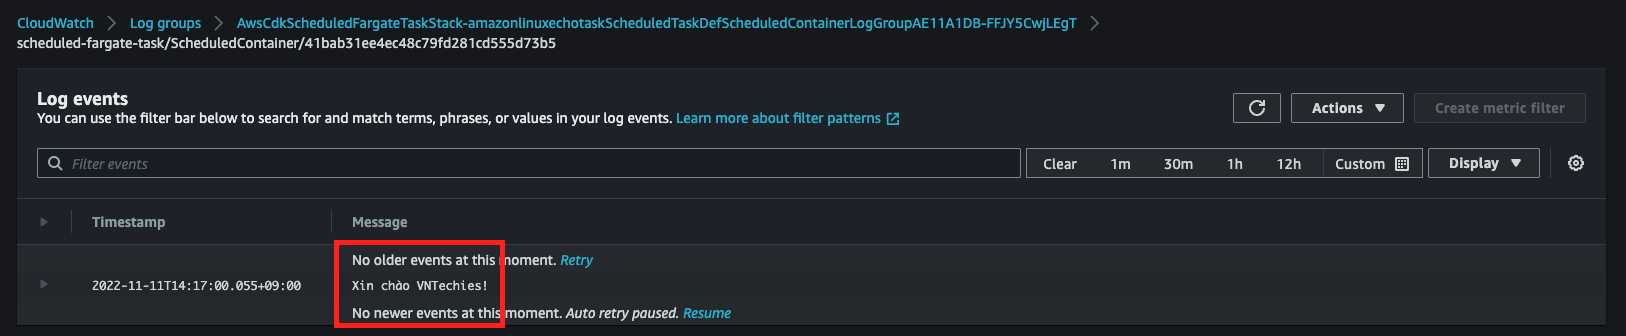 CloudWatch > Log groups > AwsCdkScheduledFargateTaskStack-amazonlinuxechotaskScheduledTaskDefScheduledContainerLogGroupAE11A1DB-FFJY5CwjLEgT >
scheduled-fargate-task/ScheduledContainer/41bab31ee4ec48c79fd281cd555d73b5
Log events
You can use the filter bar below to search for and match terms, phrases, or values in your log events. Learn more about filter patterns
Actions
Create metric filter
Filter events
Clear 1m 30m 1h 12h Custom Display
Timestamp Message
No older events at this moment. Retry
2022-11-11T14:17:00.055+09:00 Xin chào VNTechies!
No newer events at this moment. Auto retry paused. Resume